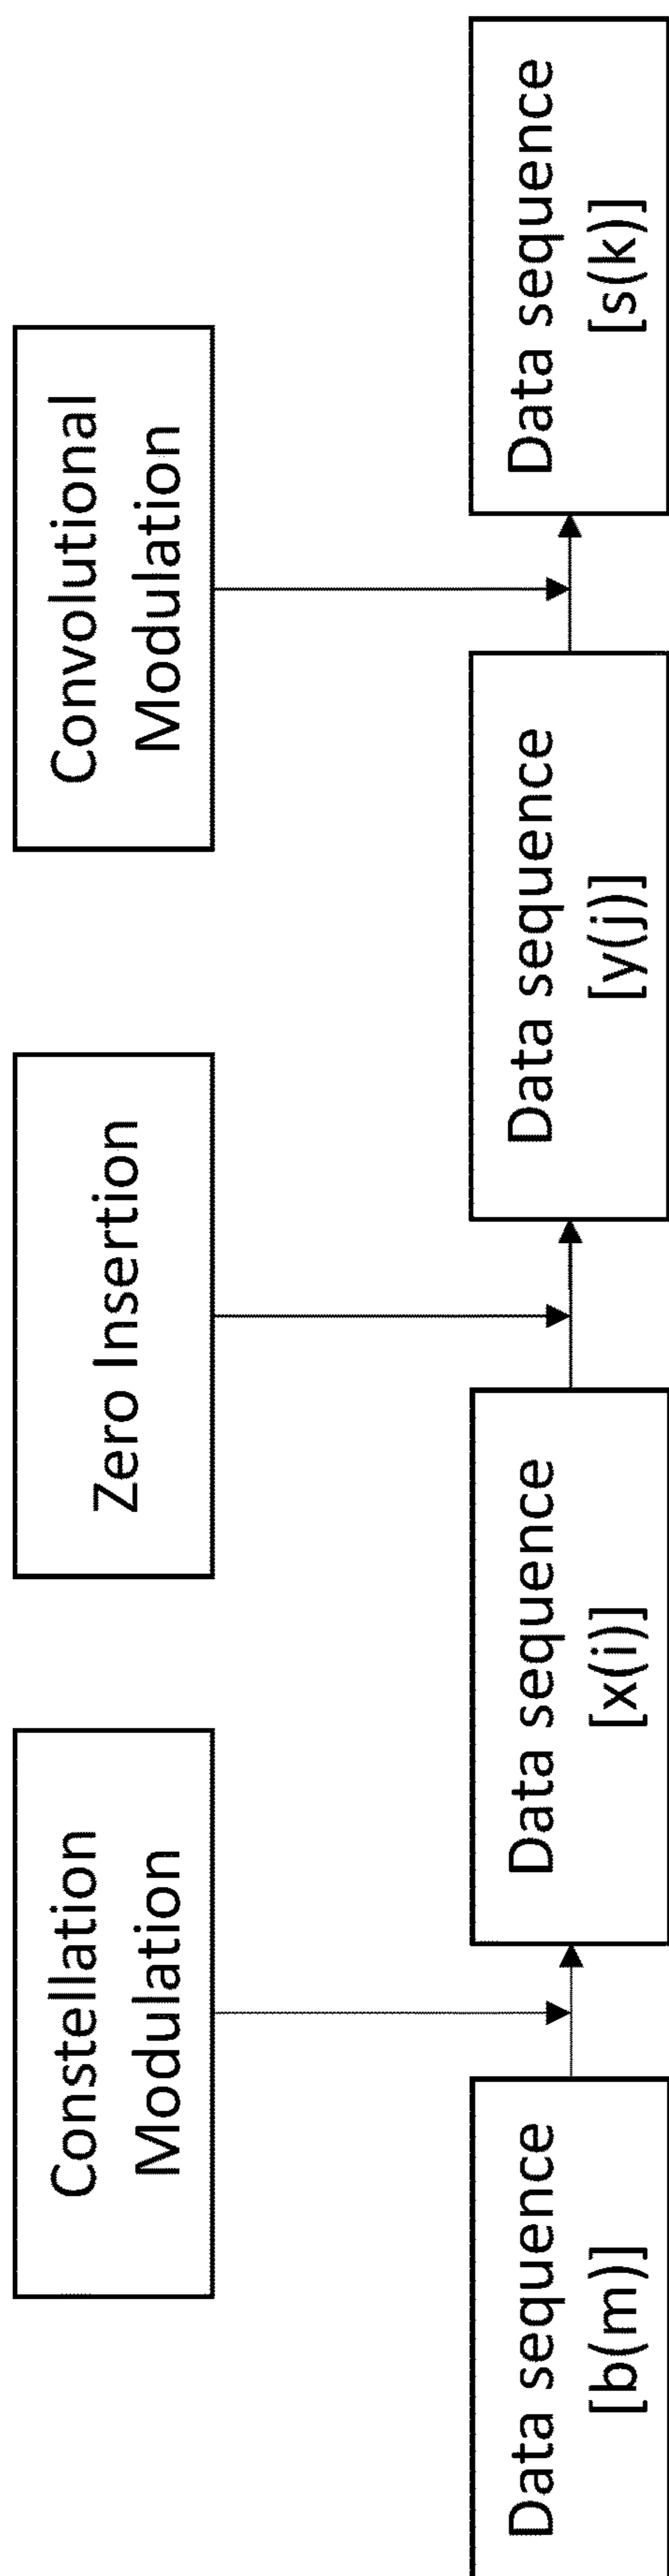 Constellation
Modulation
Zero Insertion
Convolutional
Modulation
Data sequence
[b(m)]
Data sequence
[x(i)]
Data sequence
[y(j)]
Data sequence
[s(k)]